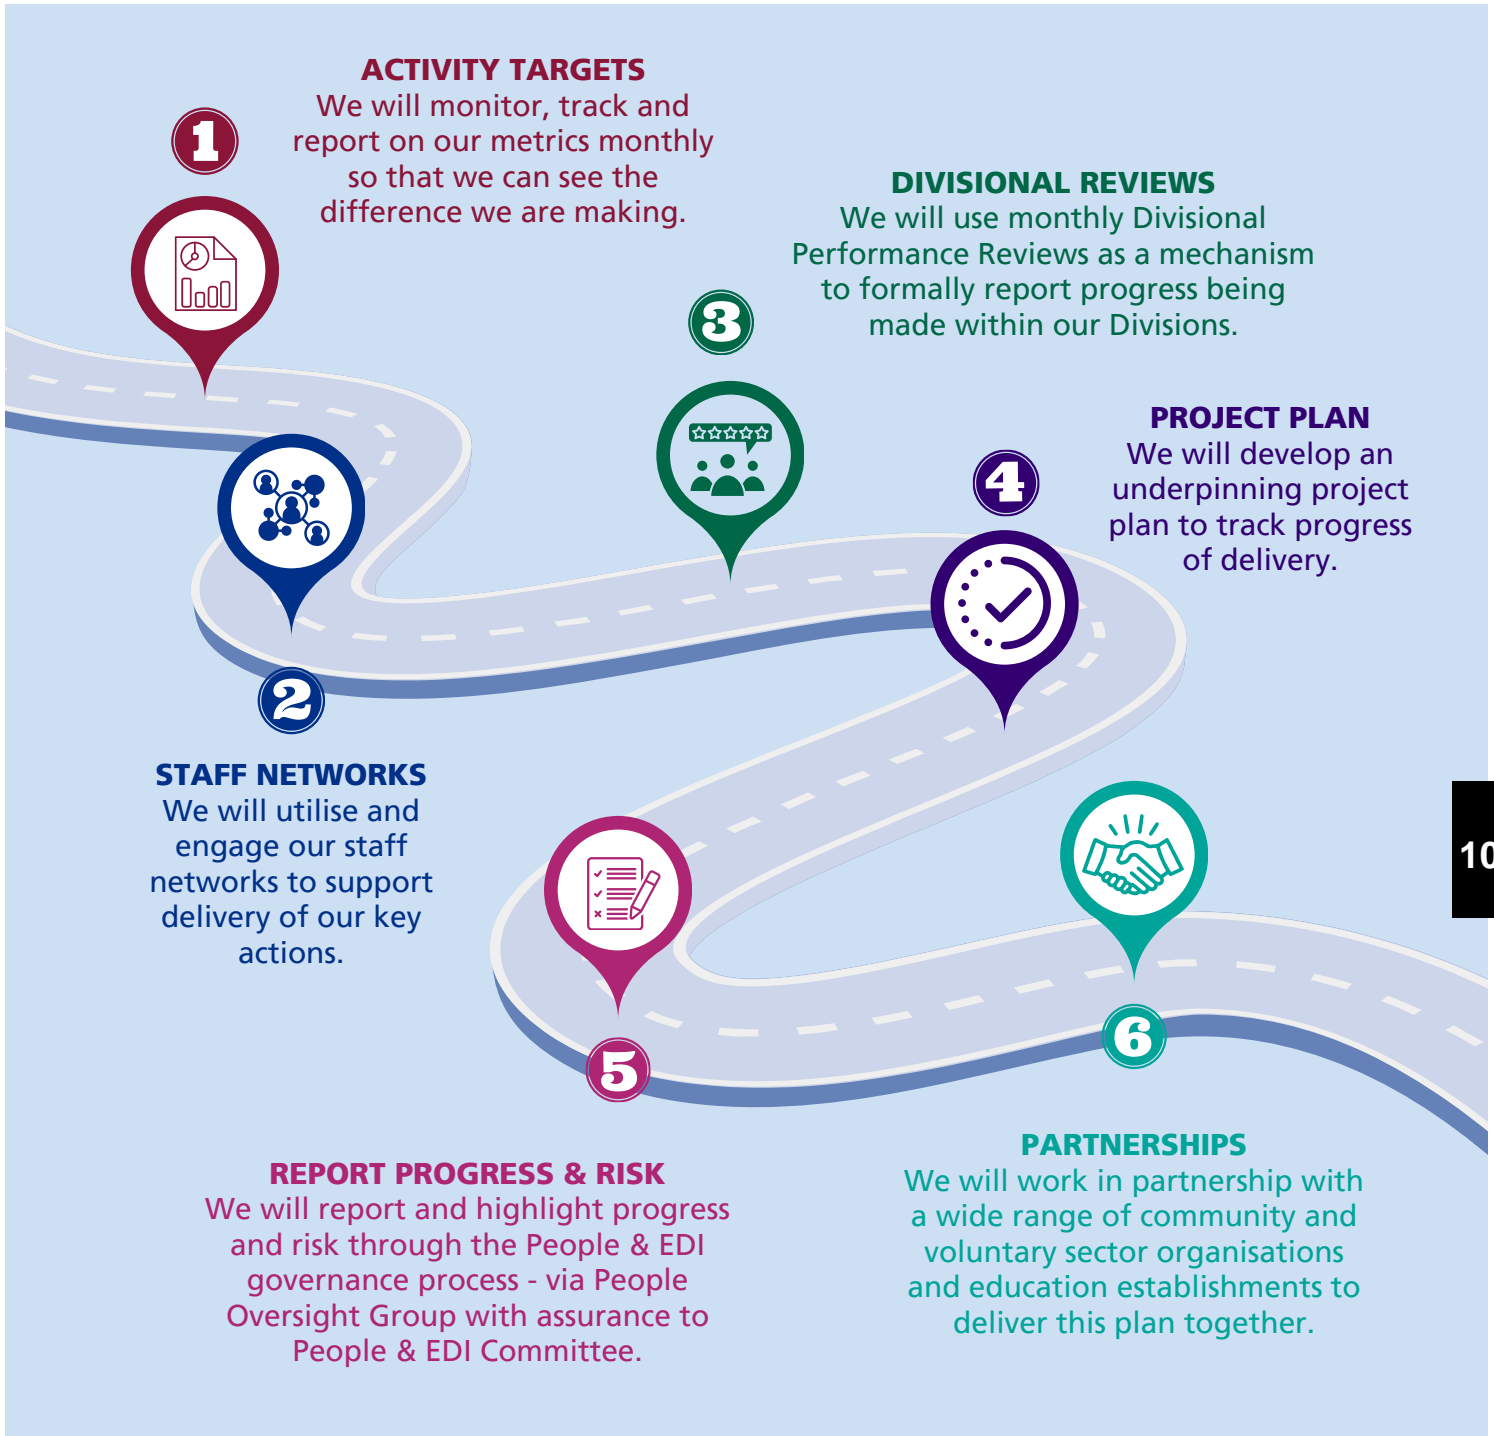 1
ACTIVITY TARGETS
We will monitor, track and
report on our metrics monthly
so that we can see the
difference we are making.
2
STAFF NETWORKS
We will utilise and
engage our staff
networks to support
delivery of our key
actions.
3
DIVISIONAL REVIEWS
We will use monthly Divisional
Performance Reviews as a mechanism
to formally report progress being
made within our Divisions.
4
PROJECT PLAN
We will develop an
underpinning project
plan to track progress
of delivery.
5
REPORT PROGRESS & RISK
We will report and highlight progress
and risk through the People & EDI
governance process - via People
Oversight Group with assurance to
People & EDI Committee.
6
PARTNERSHIPS
We will work in partnership with
a wide range of community and
voluntary sector organisations
and education establishments to
deliver this plan together.
10